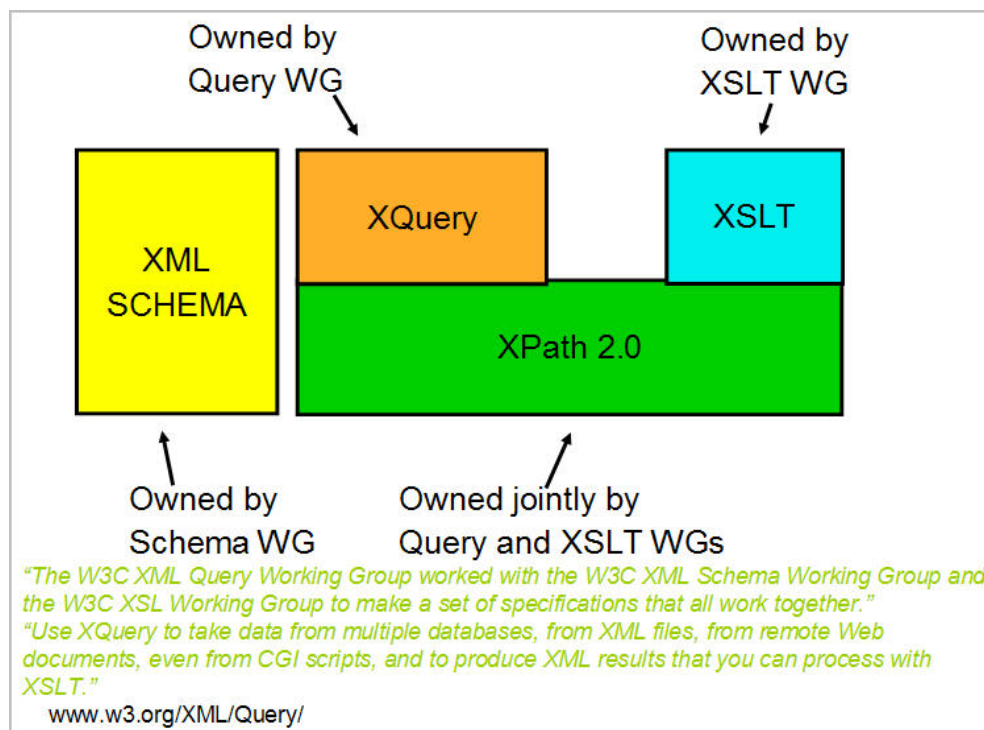 Owned by
Query WG
Owned by
XSLT WG
XML
SCHEMA
XQuery
XSLT
XPath 2.0
Owned by
Schema WG
Owned jointly by
Query and XSLT WGs
“The W3C XML Query Working Group worked with the W3C XML Schema Working Group and
the W3C XSL Working Group to make a set of specifications that all work together.”
“Use XQuery to take data from multiple databases, from XML files, from remote Web
documents, even from CGI scripts, and to produce XML results that you can process with
XSLT.”
www.w3.org/XML/Query/